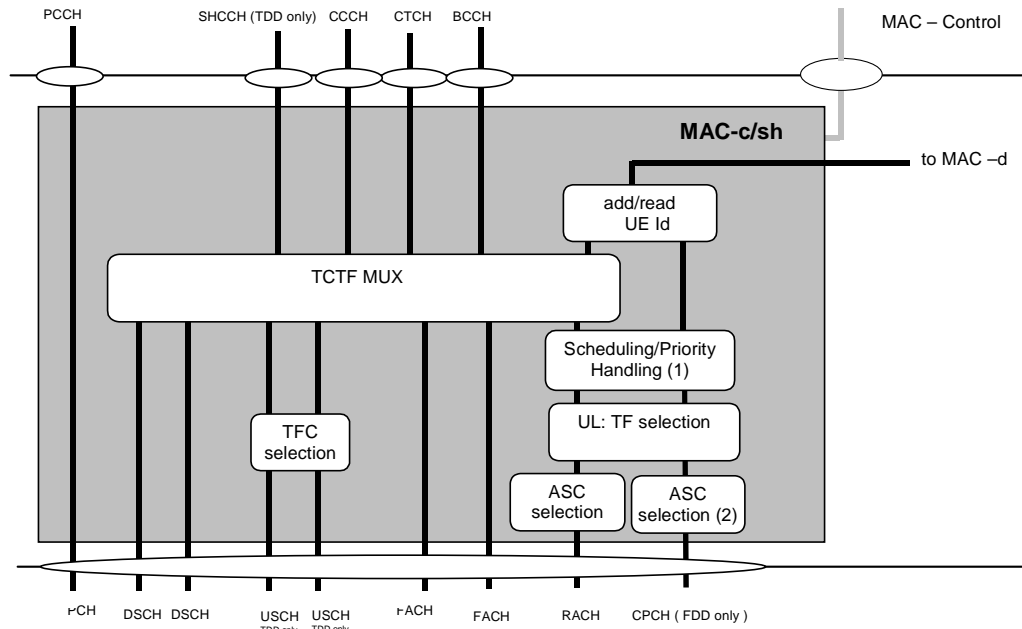 PCCH
SHCCH (TDD only)
CCCH
CTCH
BCCH
MAC – Control
MAC-c/sh
to MAC –d
add/read
UE Id
TCTF MUX
Scheduling/Priority
Handling (1)
UL: TF selection
TFC
selection
ASC
selection
ASC
selection (2)
PCH
DSCH
DSCH
USCH
TDD only
USCH
TDD only
FACH
FACH
RACH
CPCH ( FDD only )